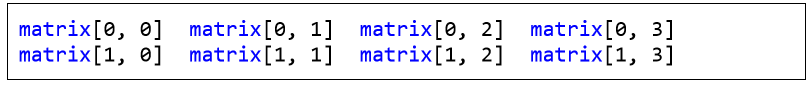 matrix[0, 0]  matrix[0, 1]  matrix[0, 2]  matrix[0, 3]
matrix[1, 0]  matrix[1, 1]  matrix[1, 2]  matrix[1, 3]